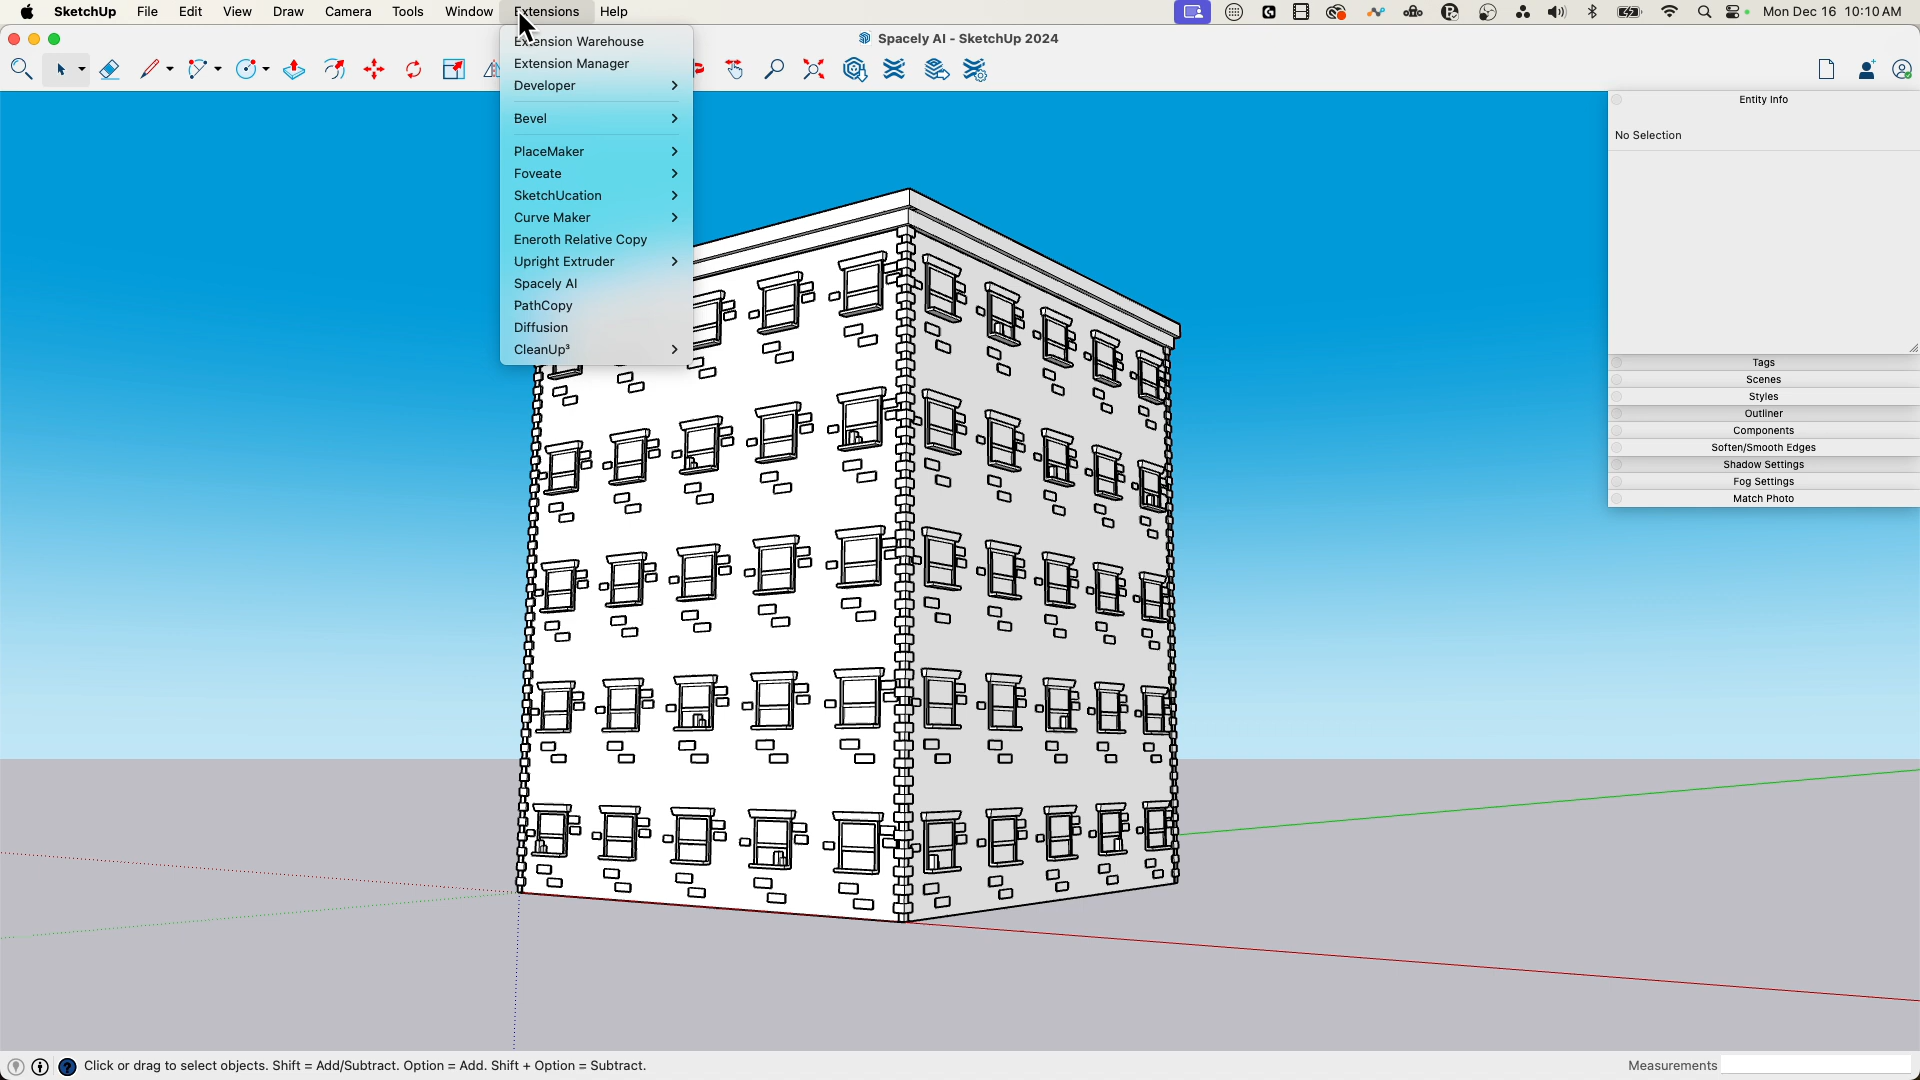 SketchUp File Edit View Draw Camera Tools Window Extensions Help
Mon Dec 16 10:10 AM
Spacely AI - SketchUp 2024
Extension Warehouse
Extension Manager
Developer
Bevel
PlaceMaker
Foveate
SketchUcation
Curve Maker
Eneroth Relative Copy
Upright Extruder
Spacely AI
PathCopy
Diffusion
CleanUp³
Entity Info
No Selection
Tags
Scenes
Styles
Outliner
Components
Soften/Smooth Edges
Shadow Settings
Fog Settings
Match Photo
Click or drag to select objects. Shift = Add/Subtract. Option = Add. Shift + Option = Subtract.
Measurements